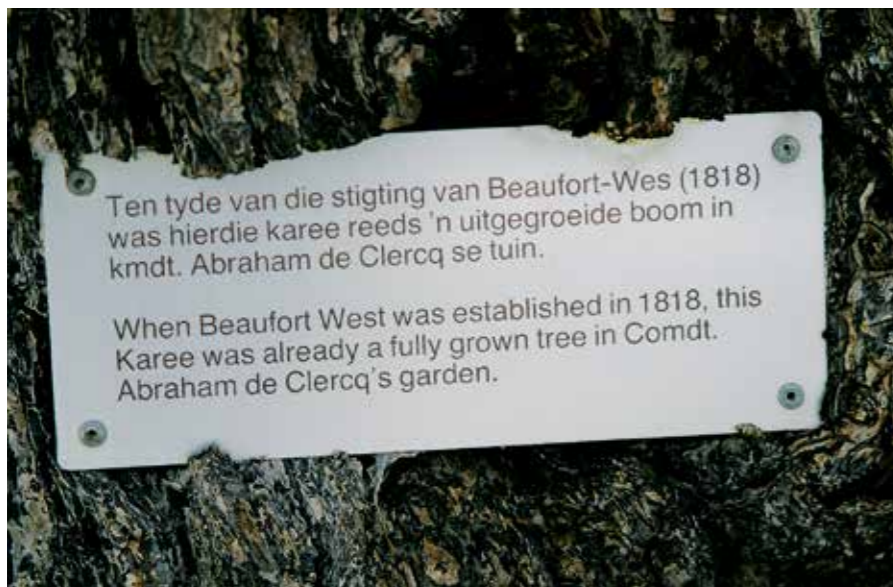 Ten tyde van die stigting van Beaufort-Wes (1818)
was hierdie karee reeds 'n uitgegroeide boom in
kmdt. Abraham de Clercq se tuin.
When Beaufort West was established in 1818, this
Karee was already a fully grown tree in Comdt.
Abraham de Clercq's garden.